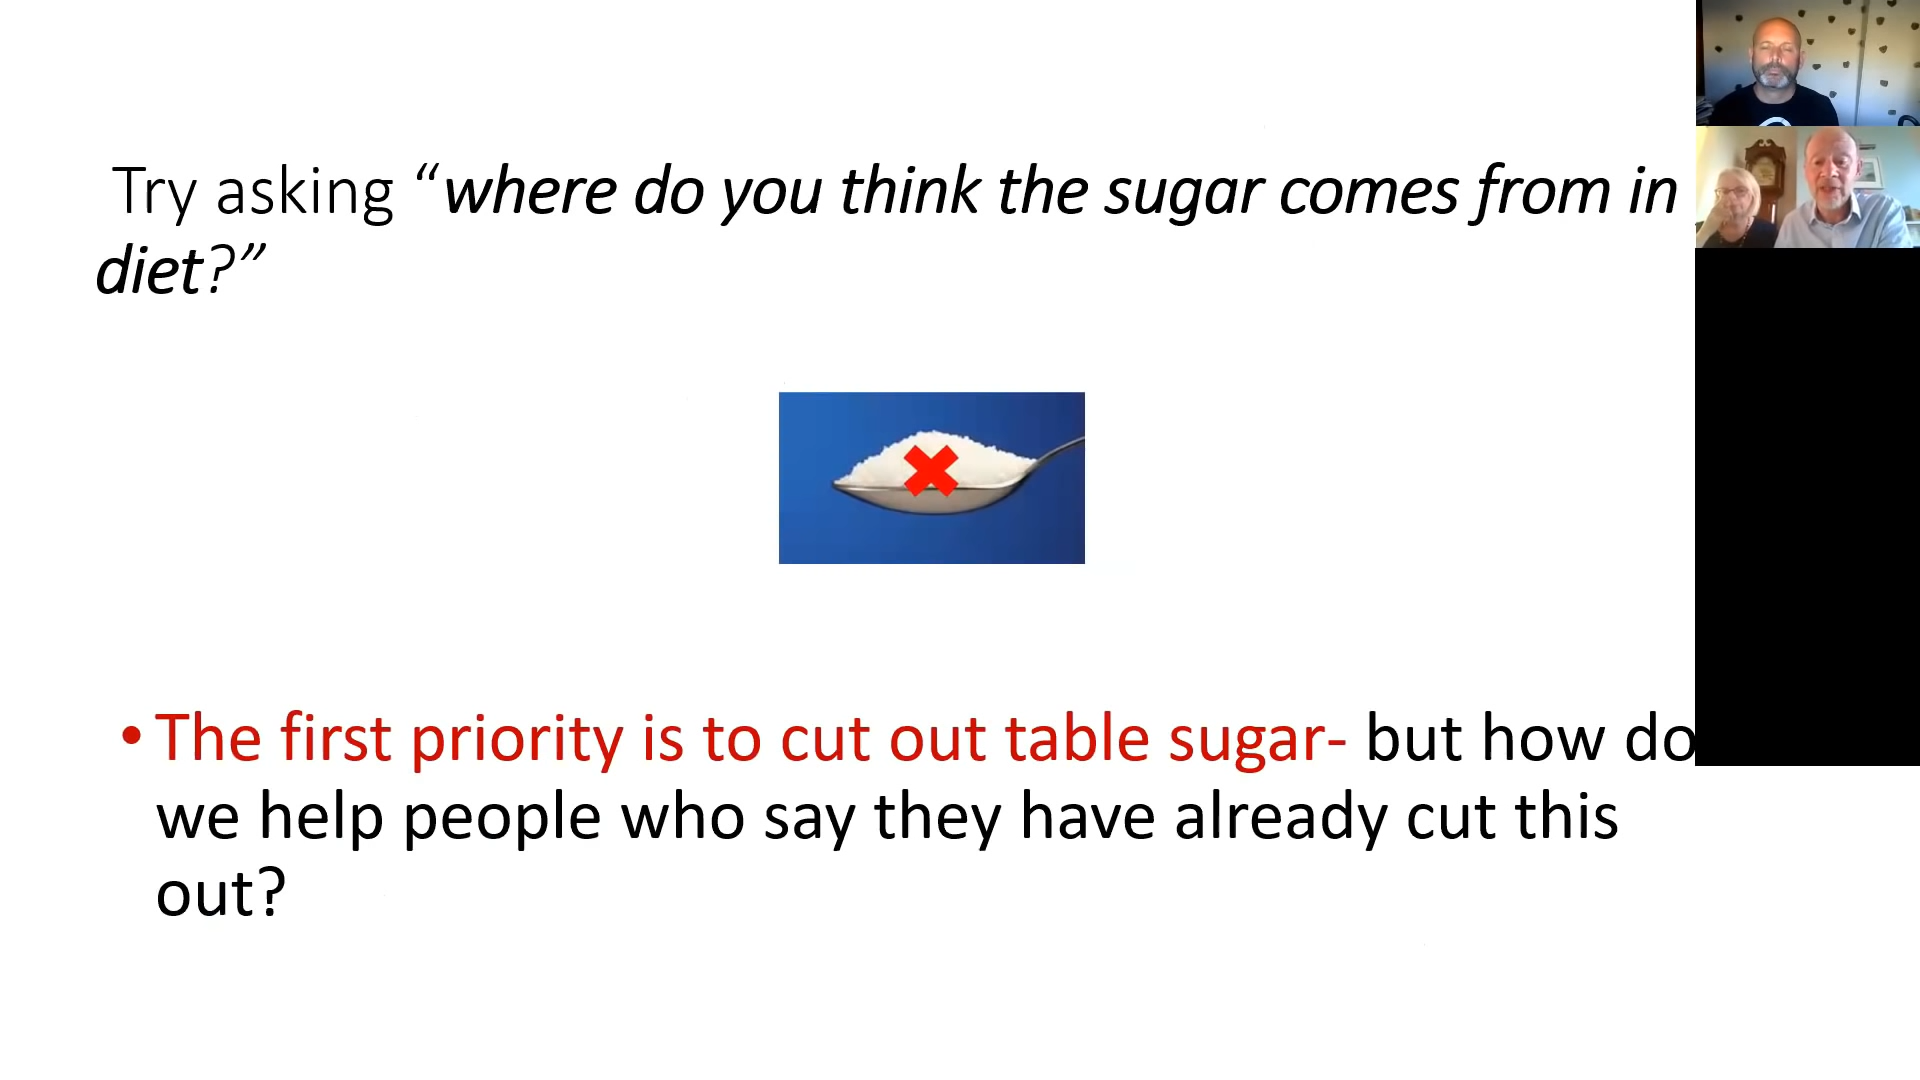 Try asking “where do you think the sugar comes from in
diet?”
• The first priority is to cut out table sugar- but how do
we help people who say they have already cut this
out?